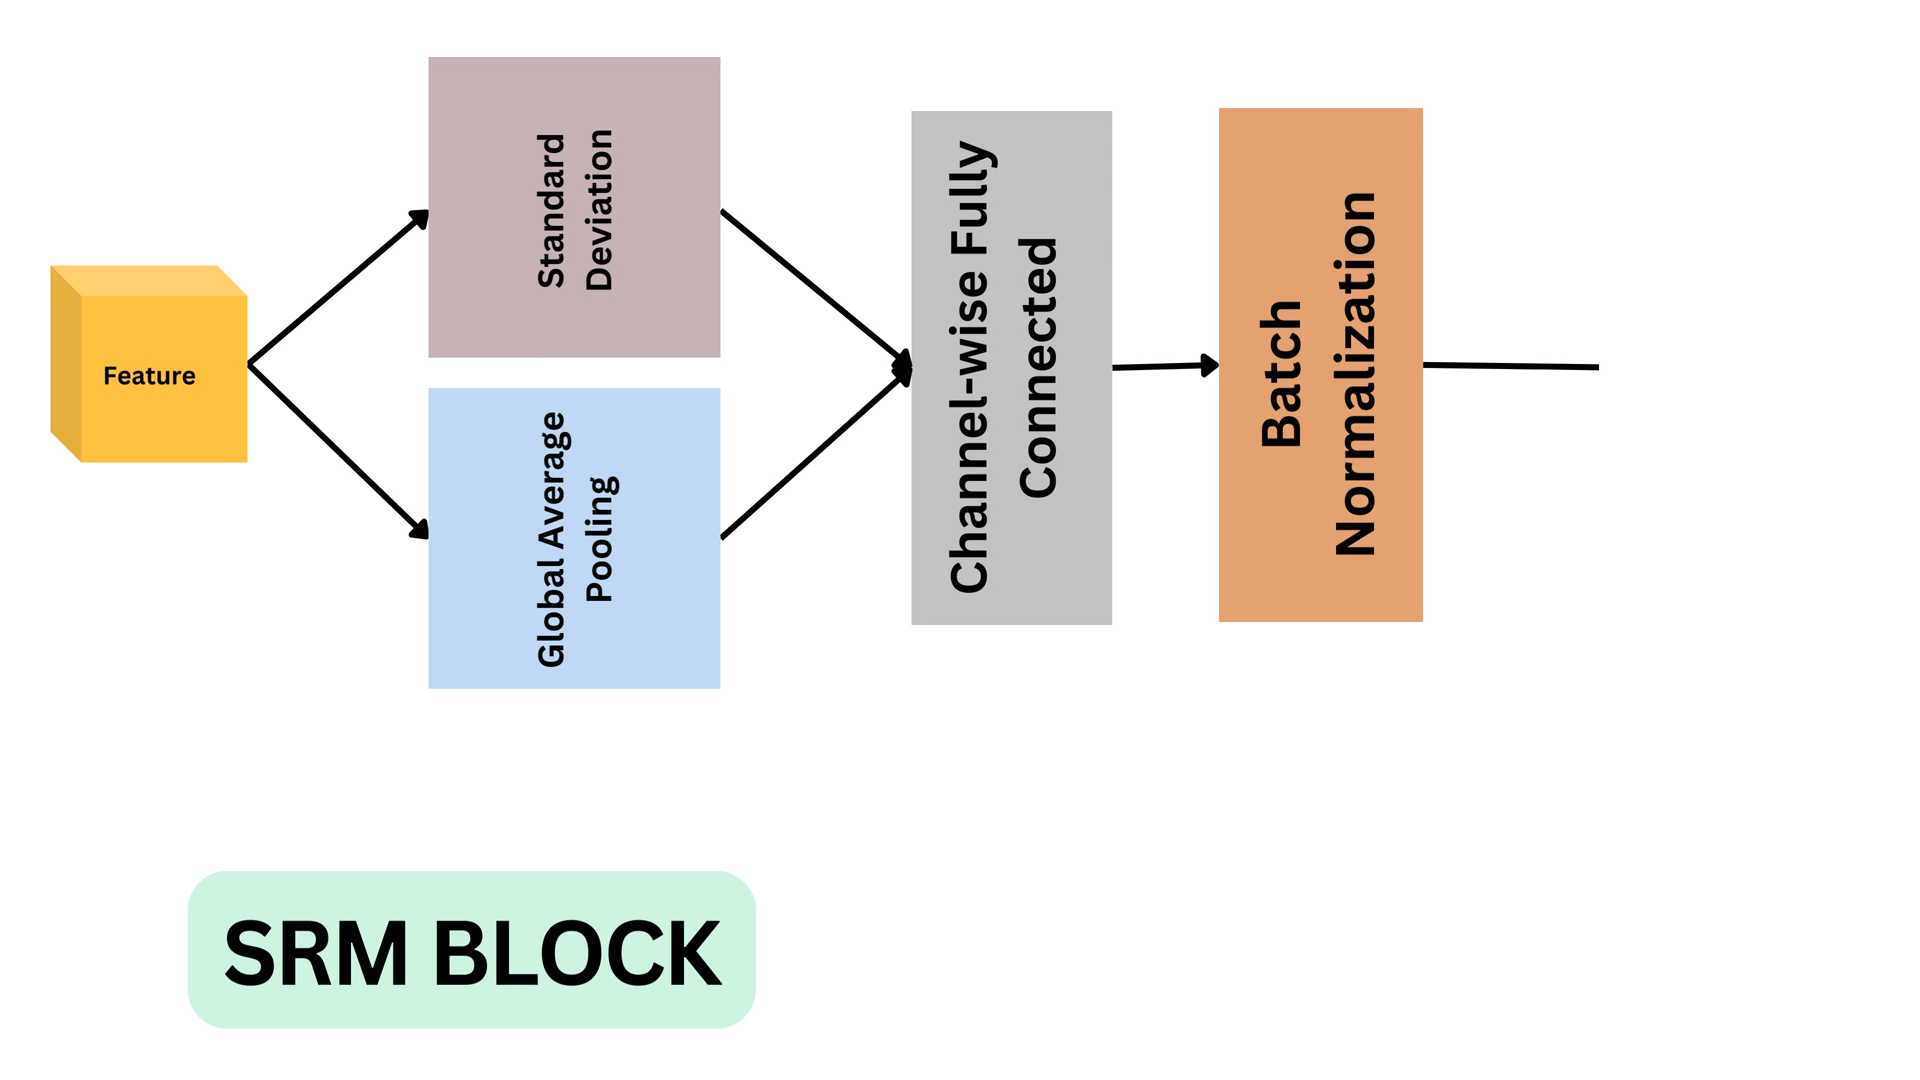 Feature
Standard
Deviation
Global Average
Pooling
Channel-wise Fully
Connected
Batch
Normalization
SRM BLOCK